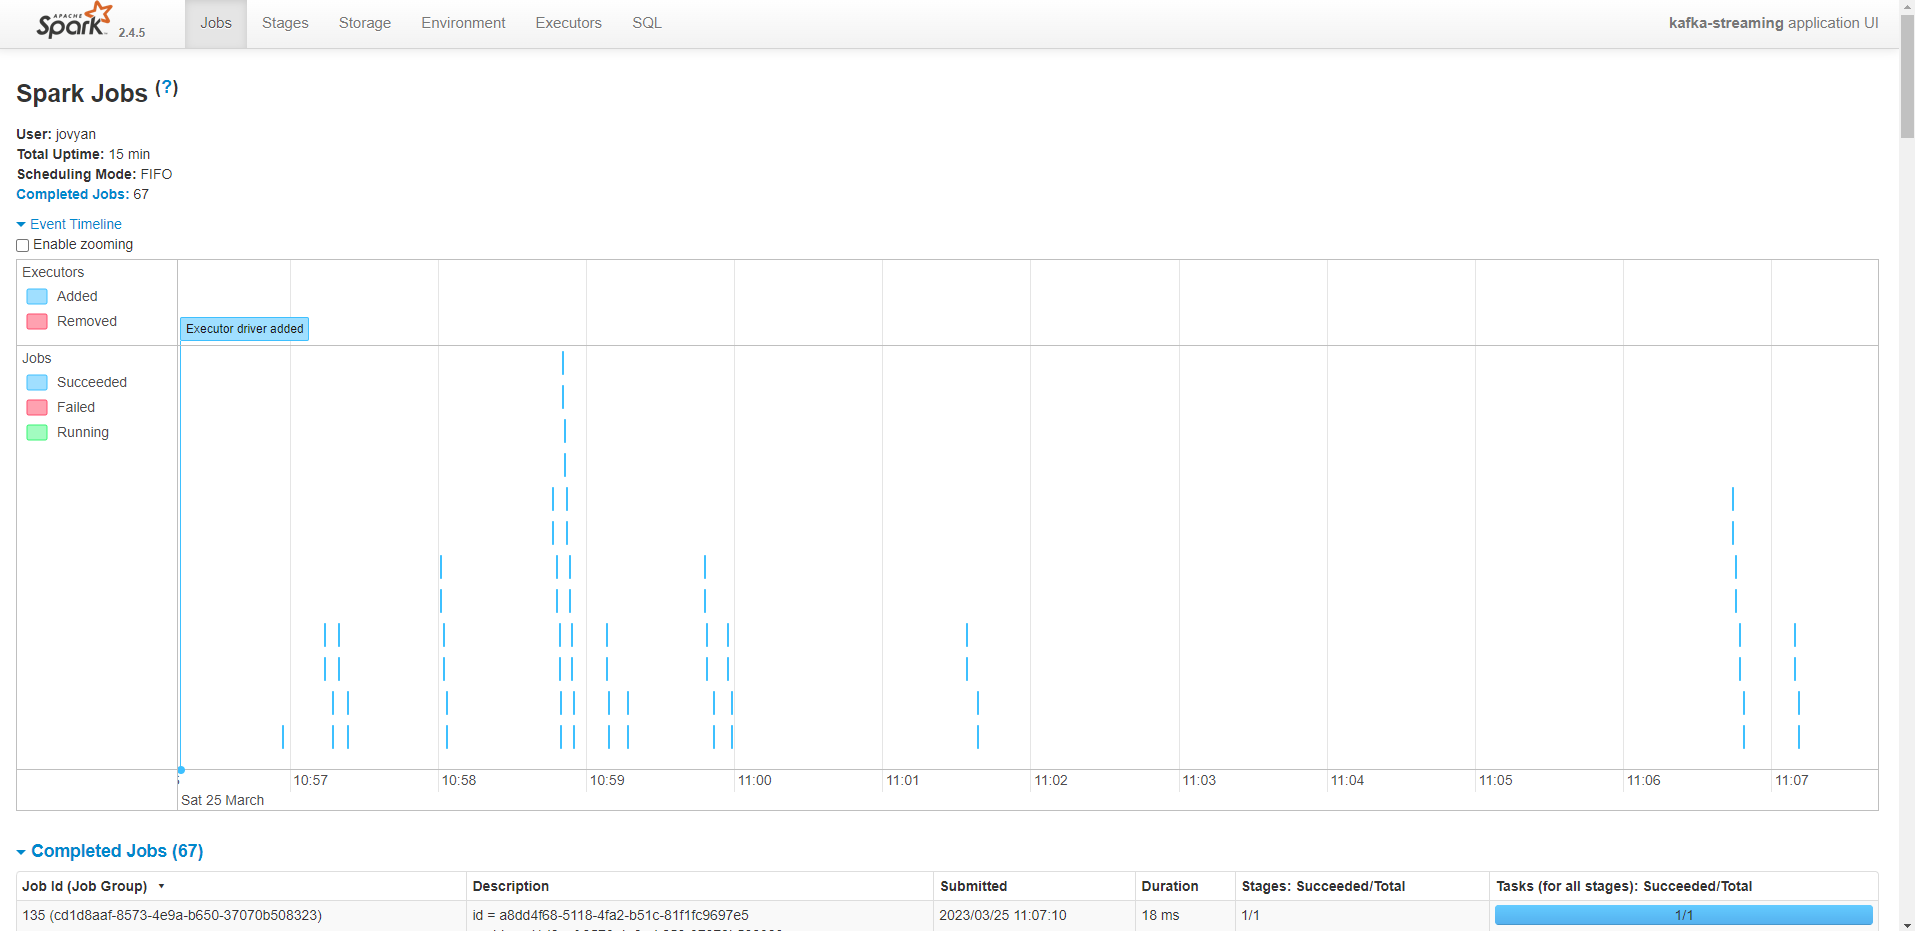 APACHE
Spark 2.4.5 Jobs Stages Storage Environment Executors SQL kafka-streaming application UI
Spark Jobs (?)
User: jovyan
Total Uptime: 15 min
Scheduling Mode: FIFO
Completed Jobs: 67
Event Timeline
Enable zooming
Executors
Added
Removed
Executor driver added
Jobs
Succeeded
Failed
Running
10:57 10:58 10:59 11:00 11:01 11:02 11:03 11:04 11:05 11:06 11:07
Sat 25 March
Completed Jobs (67)
Job Id (Job Group) Description Submitted Duration Stages: Succeeded/Total Tasks (for all stages): Succeeded/Total
135 (cd1d8aaf-8573-4e9a-b650-37070b508323) id = a8dd4f68-5118-4fa2-b51c-81f1fc9697e5 2023/03/25 11:07:10 18 ms 1/1 1/1